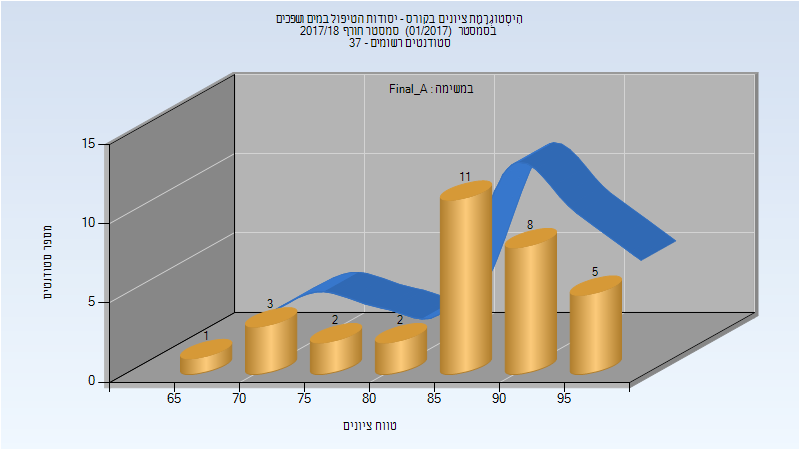 היסטוגרמת ציונים בקורס - יסודות הטיפול במים ושפכים
בסמסטר (01/2017) סמסטר חורף 2017/18
סטודנטים רשומים - 37
במשימה : Final_A
מספר סטודנטים
15
10
5
0
1
3
2
2
11
8
5
65 70 75 80 85 90 95
טווח ציונים